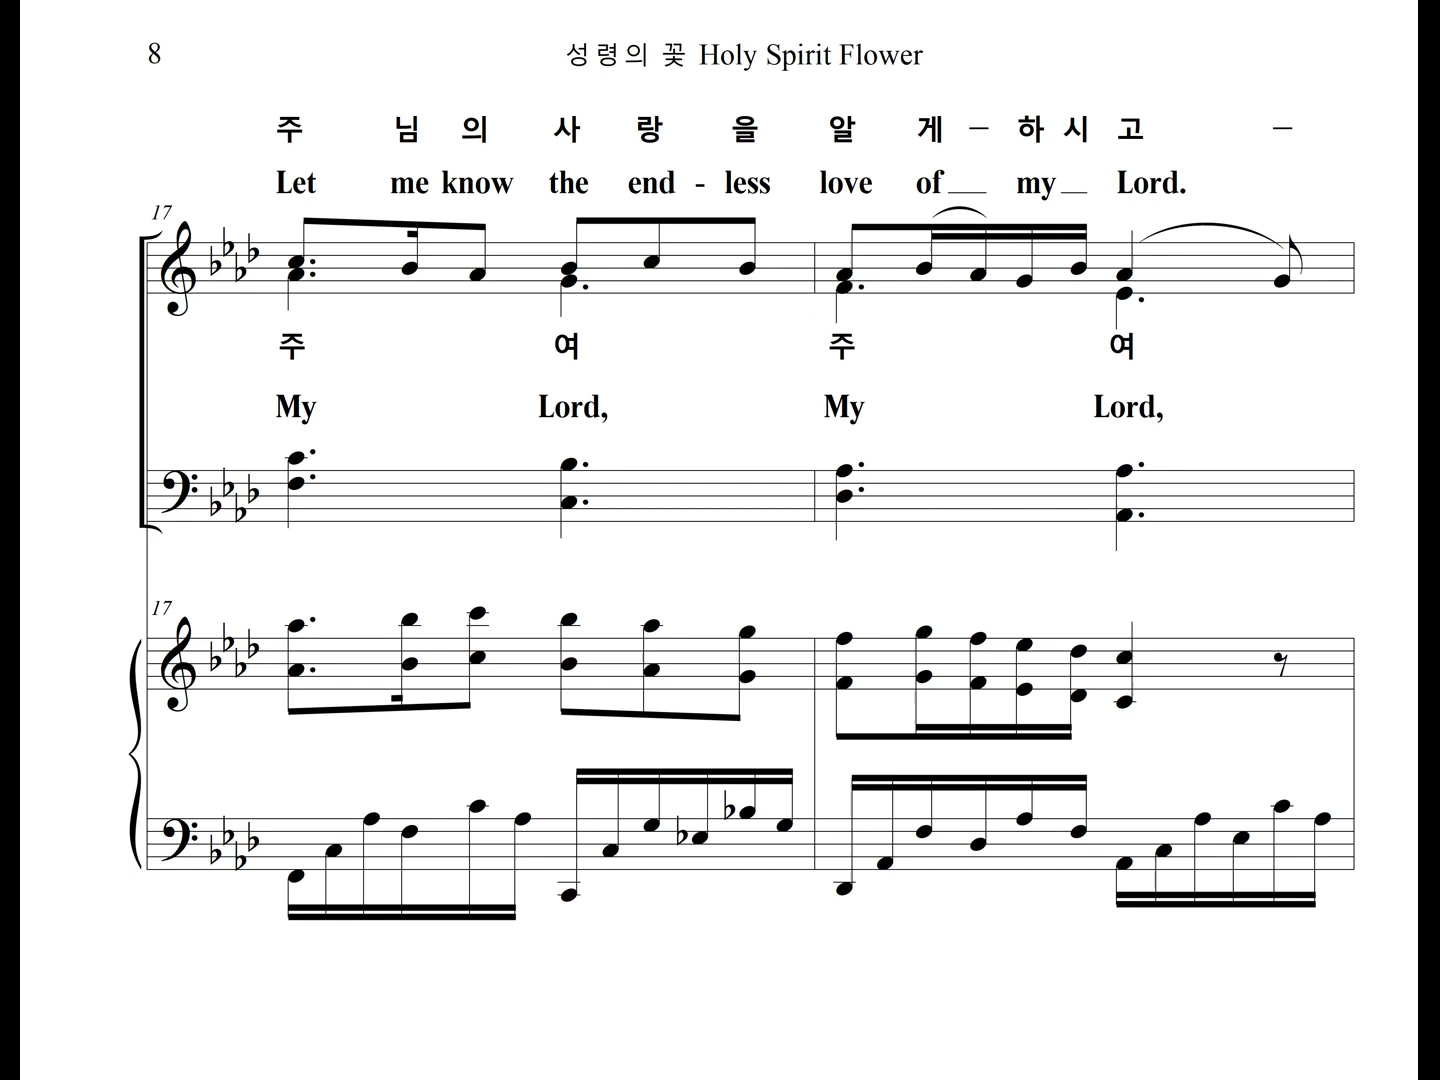 8
성령의 꽃 Holy Spirit Flower
주 님 의 사 랑 을 알 게 – 하 시 고 –
Let me know the end - less love of __ my __ Lord.
17
주 여 주 여
My Lord, My Lord,
17